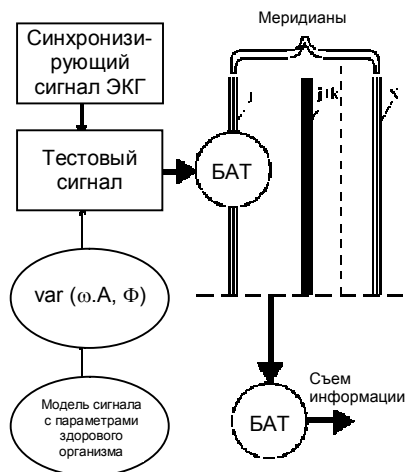 Меридианы
Синхронизи-
рующий
сигнал ЭКГ
J
j+k
N
Тестовый
сигнал
БАТ
var (ω.A, Φ)
Модель сигнала
с параметрами
здорового
организма
БАТ
Съем
информации